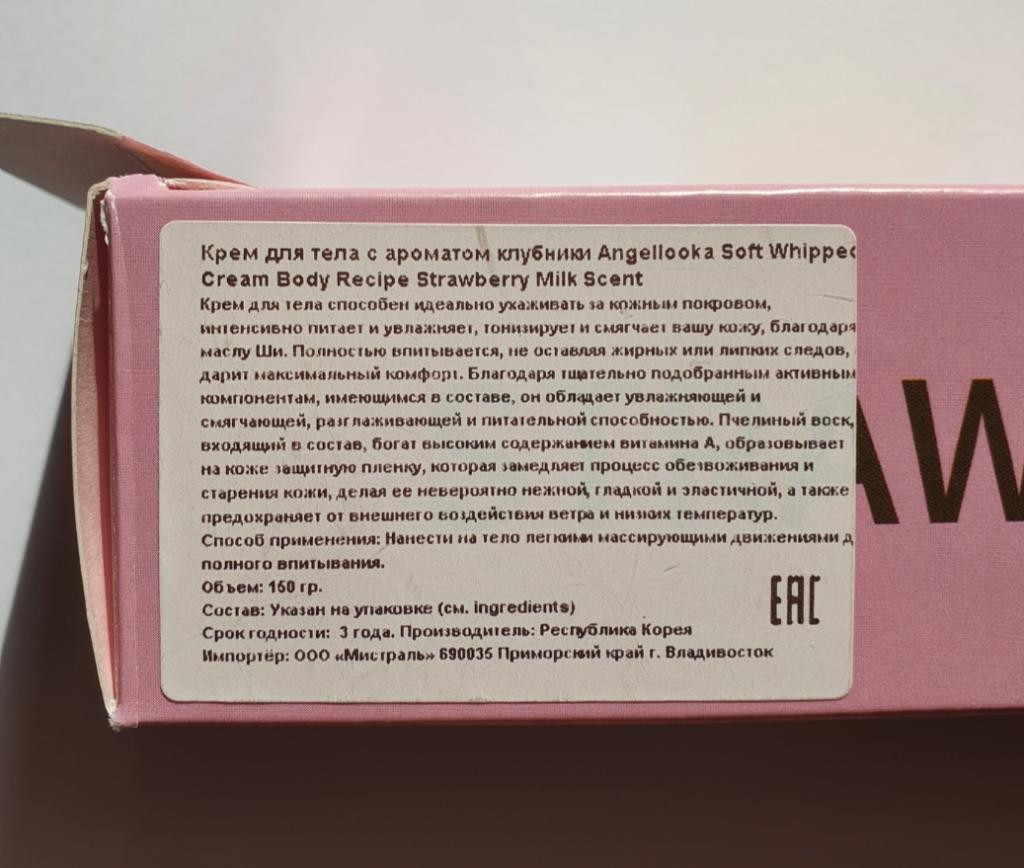 Крем для тела с ароматом клубники Angellooka Soft Whipped
Cream Body Recipe Strawberry Milk Scent
Крем для тела способен идеально ухаживать за кожным покровом,
интенсивно питает и увлажняет, тонизирует и смягчает вашу кожу, благодаря
маслу Ши. Полностью впитывается, не оставляя жирных или липких следов,
дарит максимальный комфорт. Благодаря тщательно подобранным активным
компонентам, имеющимся в составе, он обладает увлажняющей и
смягчающей, разглаживающей и питательной способностью. Пчелиный воск,
входящий в состав, богат высоким содержанием витамина А, образовывает
на коже защитную пленку, которая замедляет процесс обезвоживания и
старения кожи, делая ее невероятно нежной, гладкой и эластичной, а также
предохраняет от внешнего воздействия ветра и низких температур.
Способ применения: Нанести на тело легкими массирующими движениями д
полного впитывания.
Объем: 150 гр.
Состав: Указан на упаковке (см. ingredients)
Срок годности: 3 года. Производитель: Республика Корея
Импортёр: ООО «Мистраль» 690035 Приморский край г. Владивосток
EAC
AW